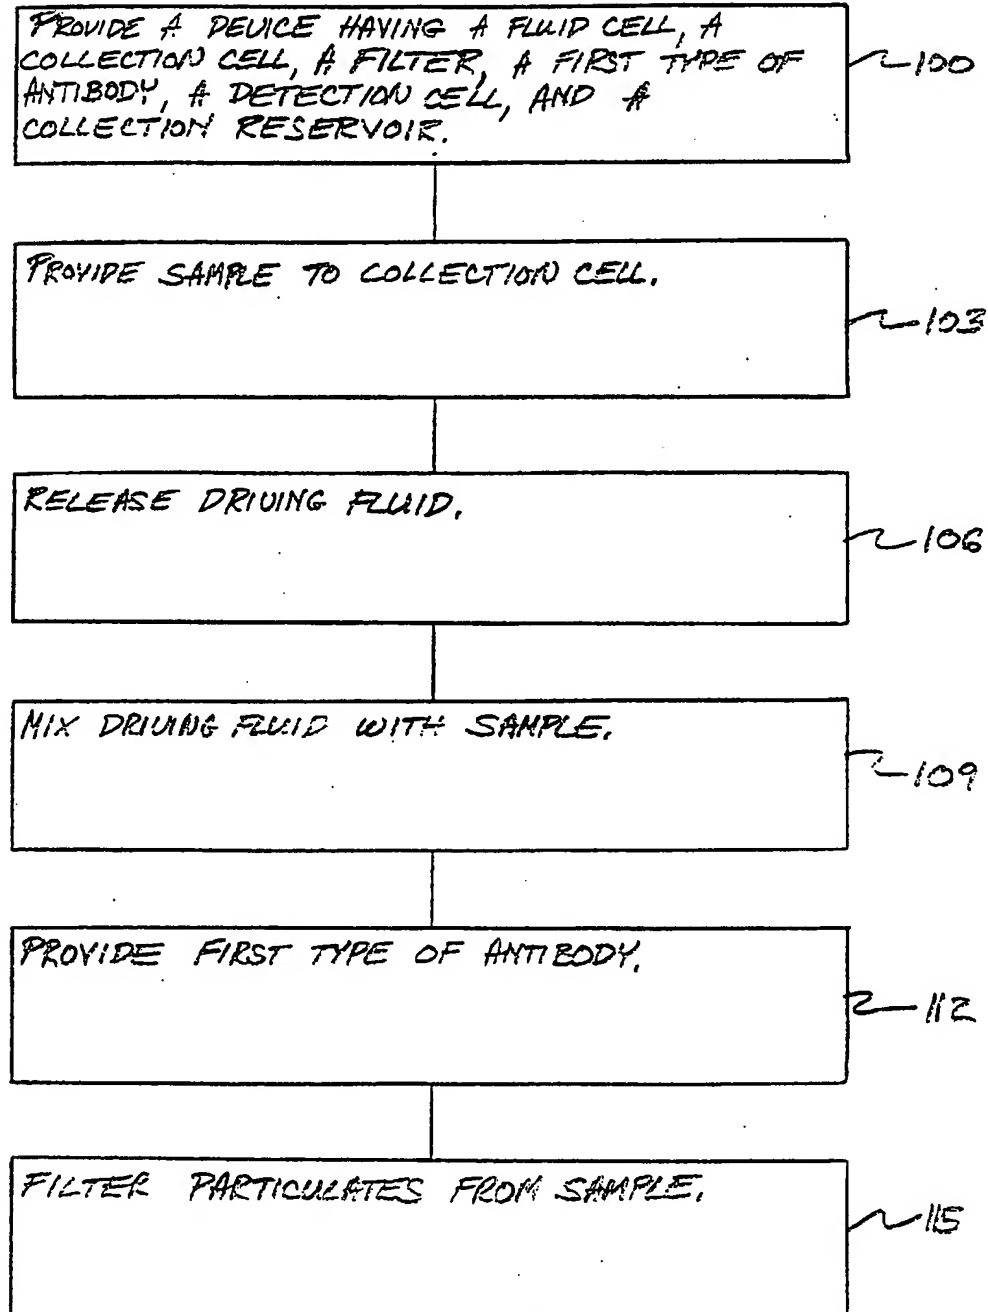 PROVIDE A DEVICE HAVING A FLUID CELL, A
COLLECTION CELL, A FILTER, A FIRST TYPE OF
ANTIBODY, A DETECTION CELL, AND A
COLLECTION RESERVOIR.
100
PROVIDE SAMPLE TO COLLECTION CELL.
103
RELEASE DRIVING FLUID.
106
MIX DRIVING FLUID WITH SAMPLE.
109
PROVIDE FIRST TYPE OF ANTIBODY.
112
FILTER PARTICULATES FROM SAMPLE.
115